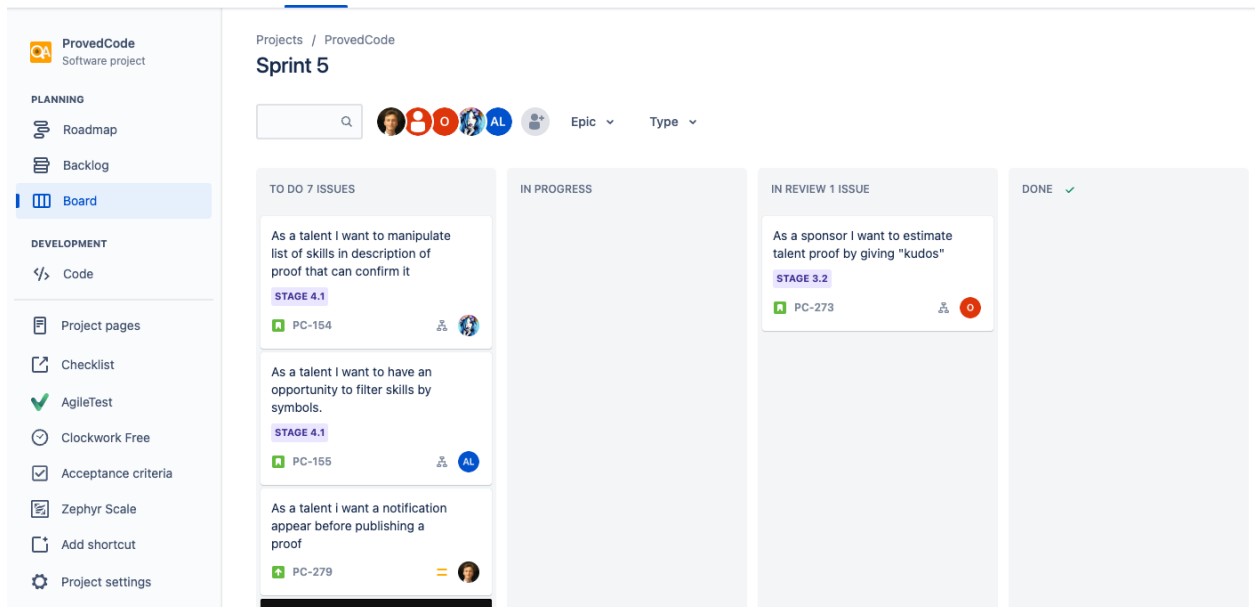 QA
ProvedCode
Software project
PLANNING
Roadmap
Backlog
Board
DEVELOPMENT
Code
Project pages
Checklist
AgileTest
Clockwork Free
Acceptance criteria
Zephyr Scale
Add shortcut
Project settings
Projects / ProvedCode
Sprint 5
O AL Epic Type
TO DO 7 ISSUES
As a talent I want to manipulate
list of skills in description of
proof that can confirm it
STAGE 4.1
PC-154
As a talent I want to have an
opportunity to filter skills by
symbols.
STAGE 4.1
PC-155 AL
As a talent i want a notification
appear before publishing a
proof
PC-279
IN PROGRESS
IN REVIEW 1 ISSUE
As a sponsor I want to estimate
talent proof by giving "kudos"
STAGE 3.2
PC-273 O
DONE